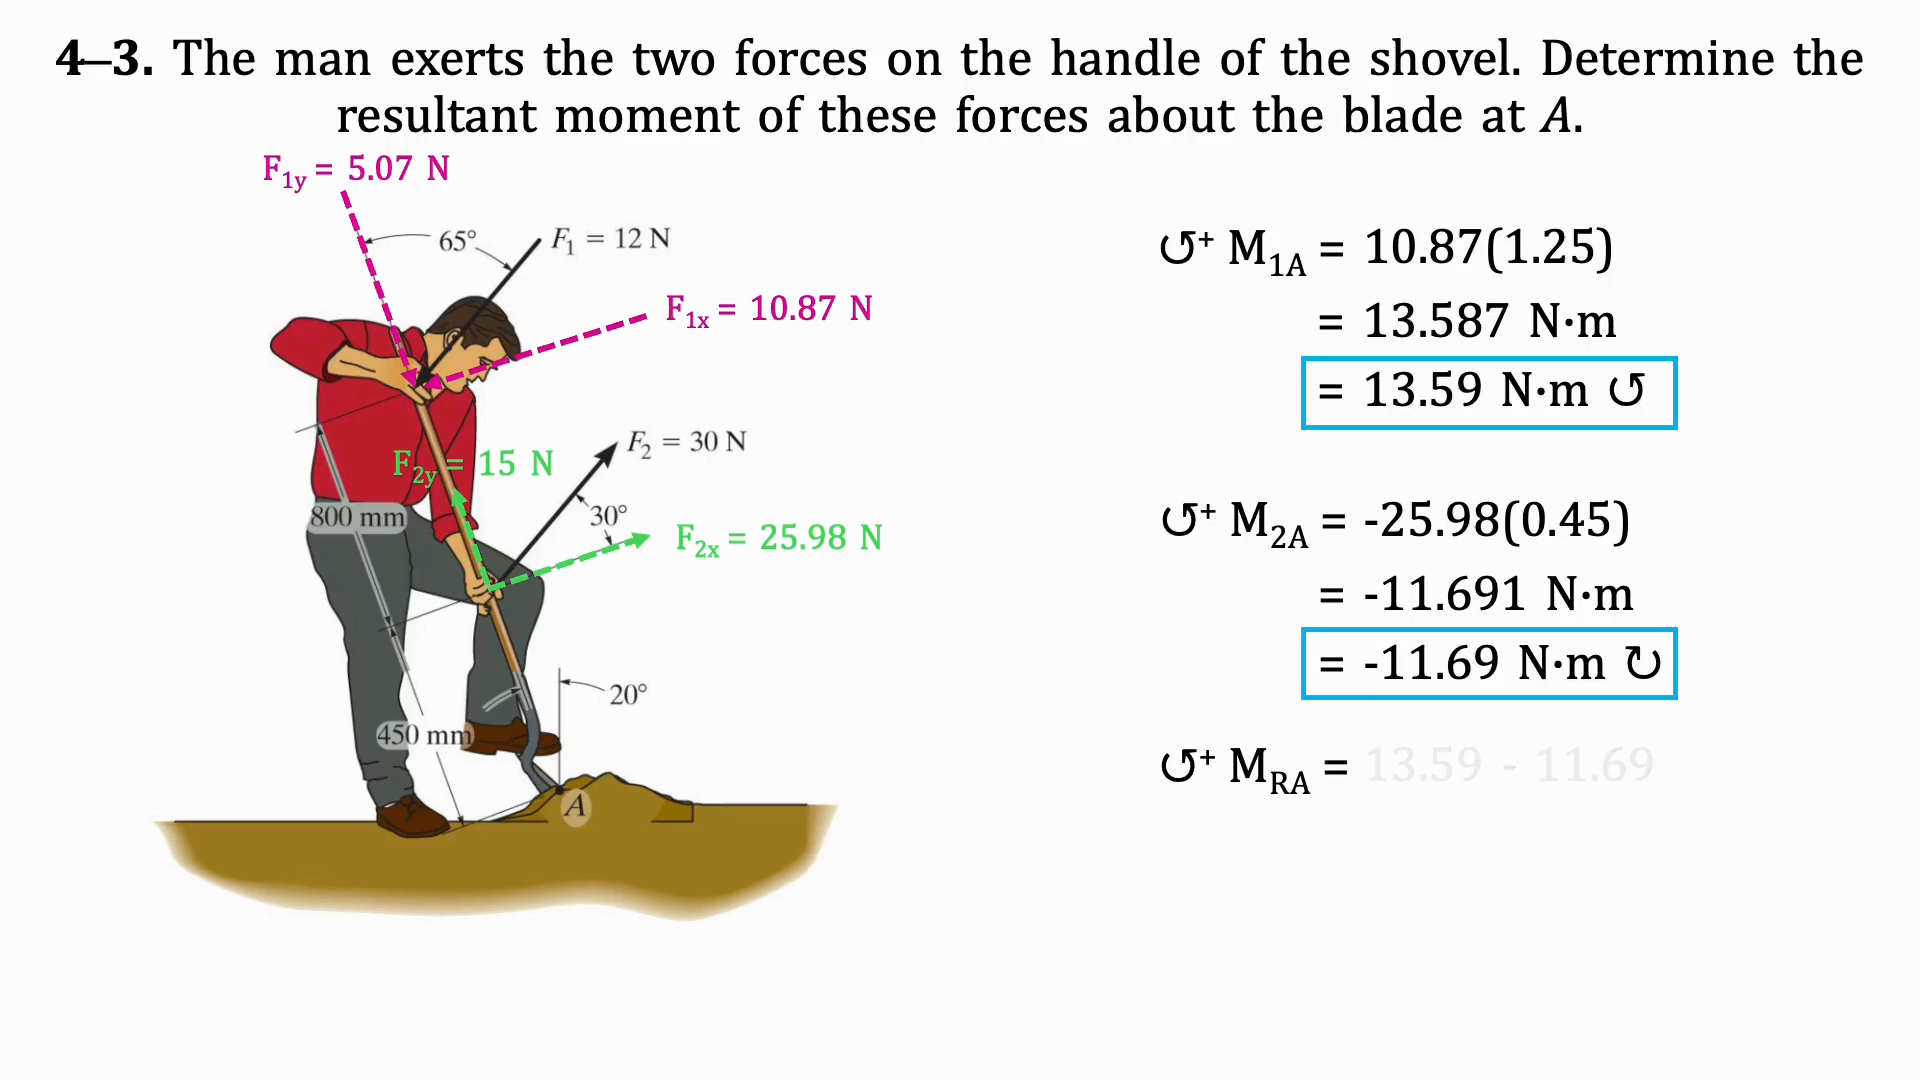 4–3. The man exerts the two forces on the handle of the shovel. Determine the
resultant moment of these forces about the blade at A.
F1y = 5.07 N
65°
F1 = 12 N
F1x = 10.87 N
F2 = 30 N
F2y = 15 N
30°
F2x = 25.98 N
800 mm
20°
450 mm
A
↺+ M1A = 10.87(1.25)
= 13.587 N·m
= 13.59 N·m ↺
↺+ M2A = -25.98(0.45)
= -11.691 N·m
= -11.69 N·m ↻
↺+ MRA = 13.59 - 11.69